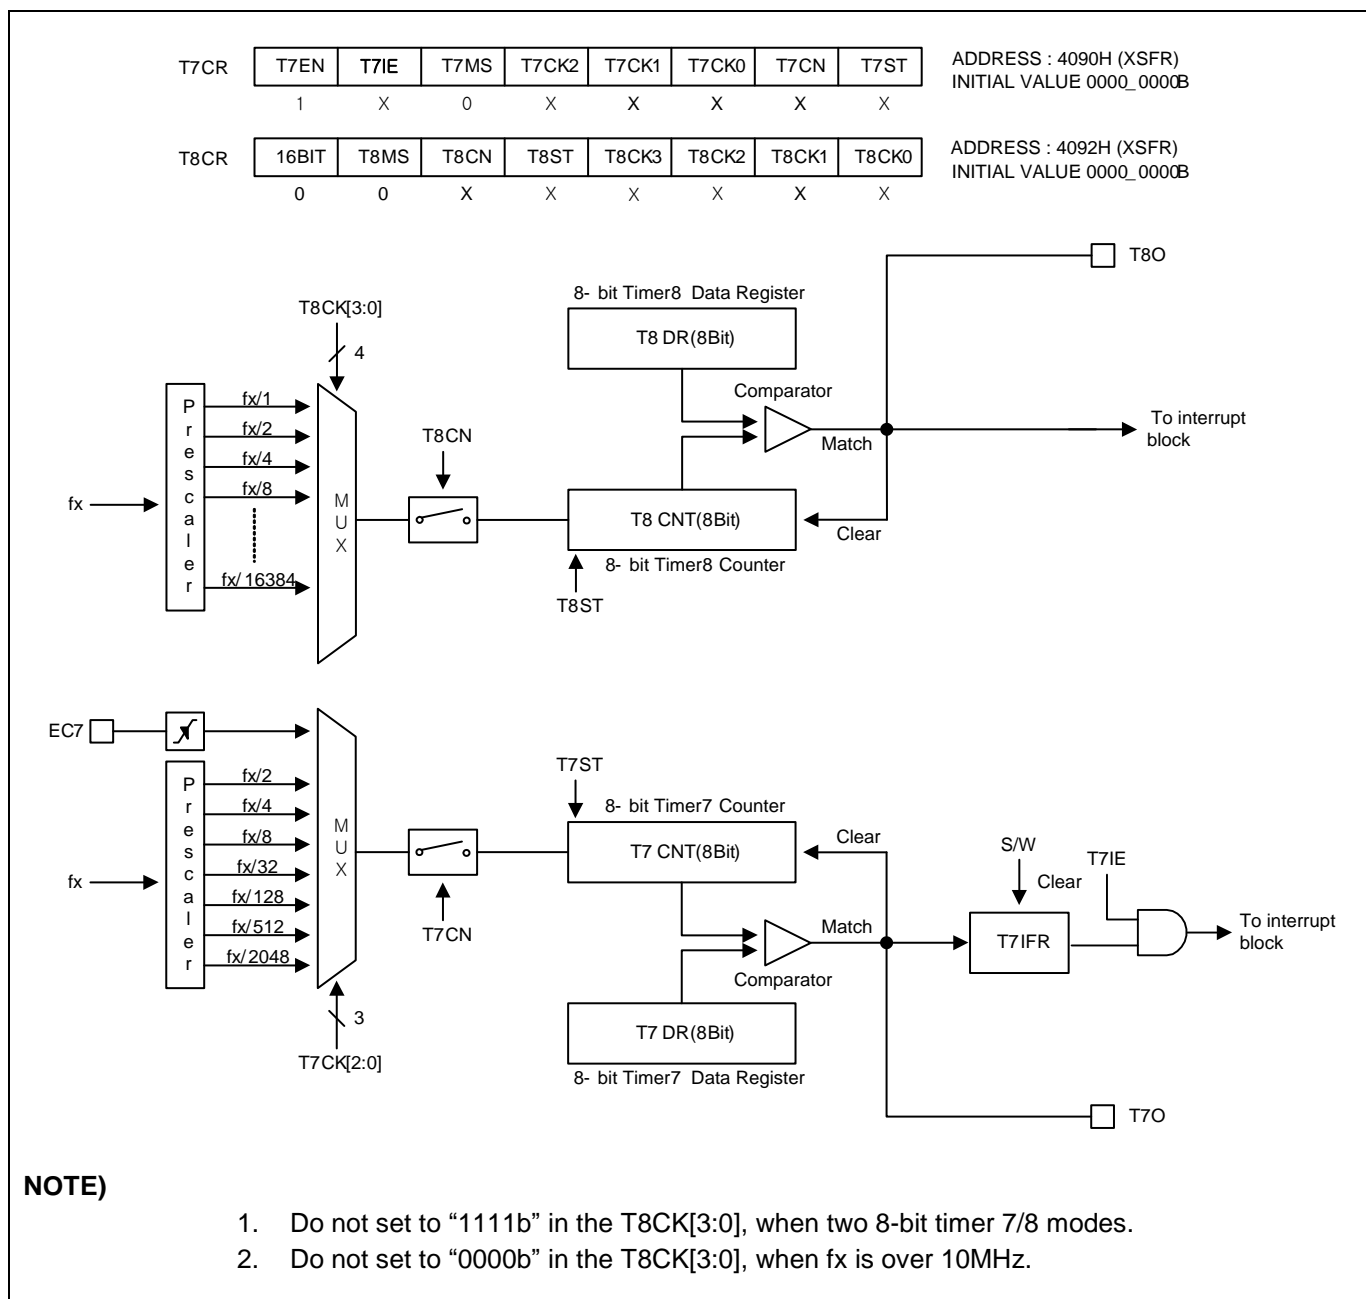 T7CR T7EN T7IE T7MS T7CK2 T7CK1 T7CK0 T7CN T7ST ADDRESS : 4090H (XSFR)
INITIAL VALUE 0000_0000B
1 X 0 X X X X X
T8CR 16BIT T8MS T8CN T8ST T8CK3 T8CK2 T8CK1 T8CK0 ADDRESS : 4092H (XSFR)
INITIAL VALUE 0000_0000B
0 0 X X X X X X
T8O
8- bit Timer8 Data Register
T8CK[3:0]
T8 DR(8Bit)
4
Comparator
Prescaler
fx/1
fx/2
fx/4
fx/8
fx/16384
fx
MUX
T8CN
Match
To interrupt
block
T8 CNT(8Bit)
Clear
8- bit Timer8 Counter
T8ST
EC7
Prescaler
fx/2
fx/4
fx/8
fx/32
fx/128
fx/512
fx/2048
fx
MUX
T7ST
8- bit Timer7 Counter
T7 CNT(8Bit)
Clear
S/W
Clear
T7IE
T7CN
Match
T7IFR
To interrupt
block
Comparator
3
T7CK[2:0]
T7 DR(8Bit)
8- bit Timer7 Data Register
T7O
NOTE)
1. Do not set to “1111b” in the T8CK[3:0], when two 8-bit timer 7/8 modes.
2. Do not set to “0000b” in the T8CK[3:0], when fx is over 10MHz.